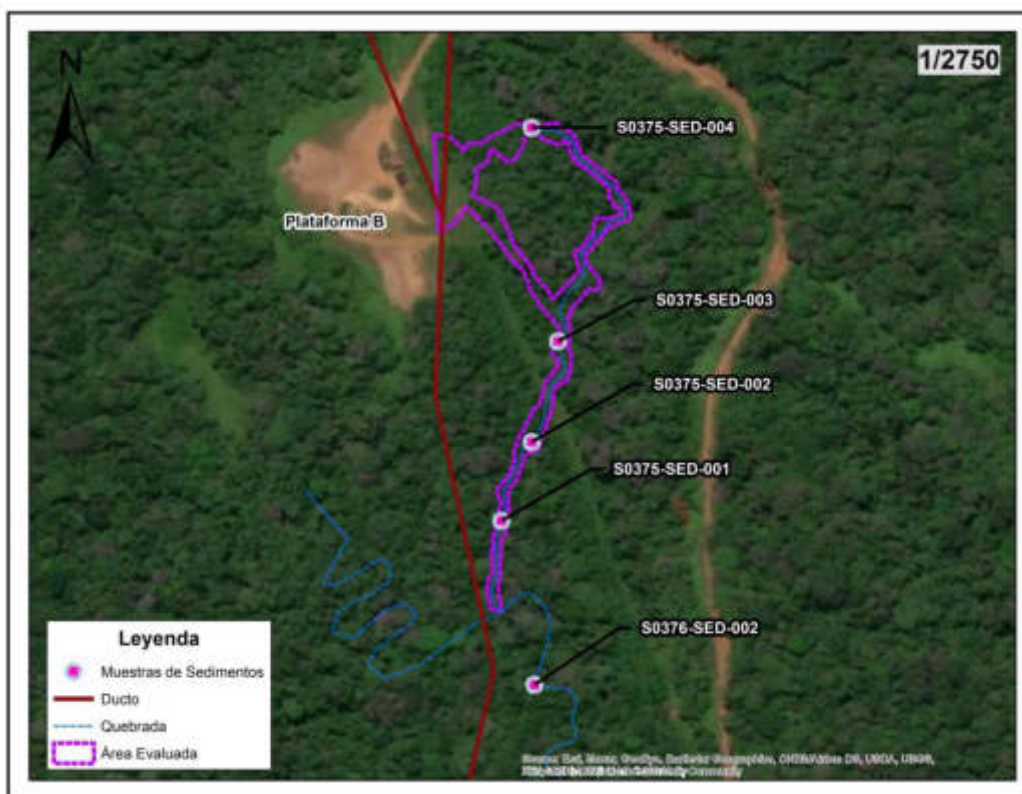 N
1/2750
S0375-SED-004
Plataforma B
S0375-SED-003
S0375-SED-002
S0375-SED-001
S0376-SED-002
Leyenda
Muestras de Sedimentos
Ducto
Quebrada
Área Evaluada